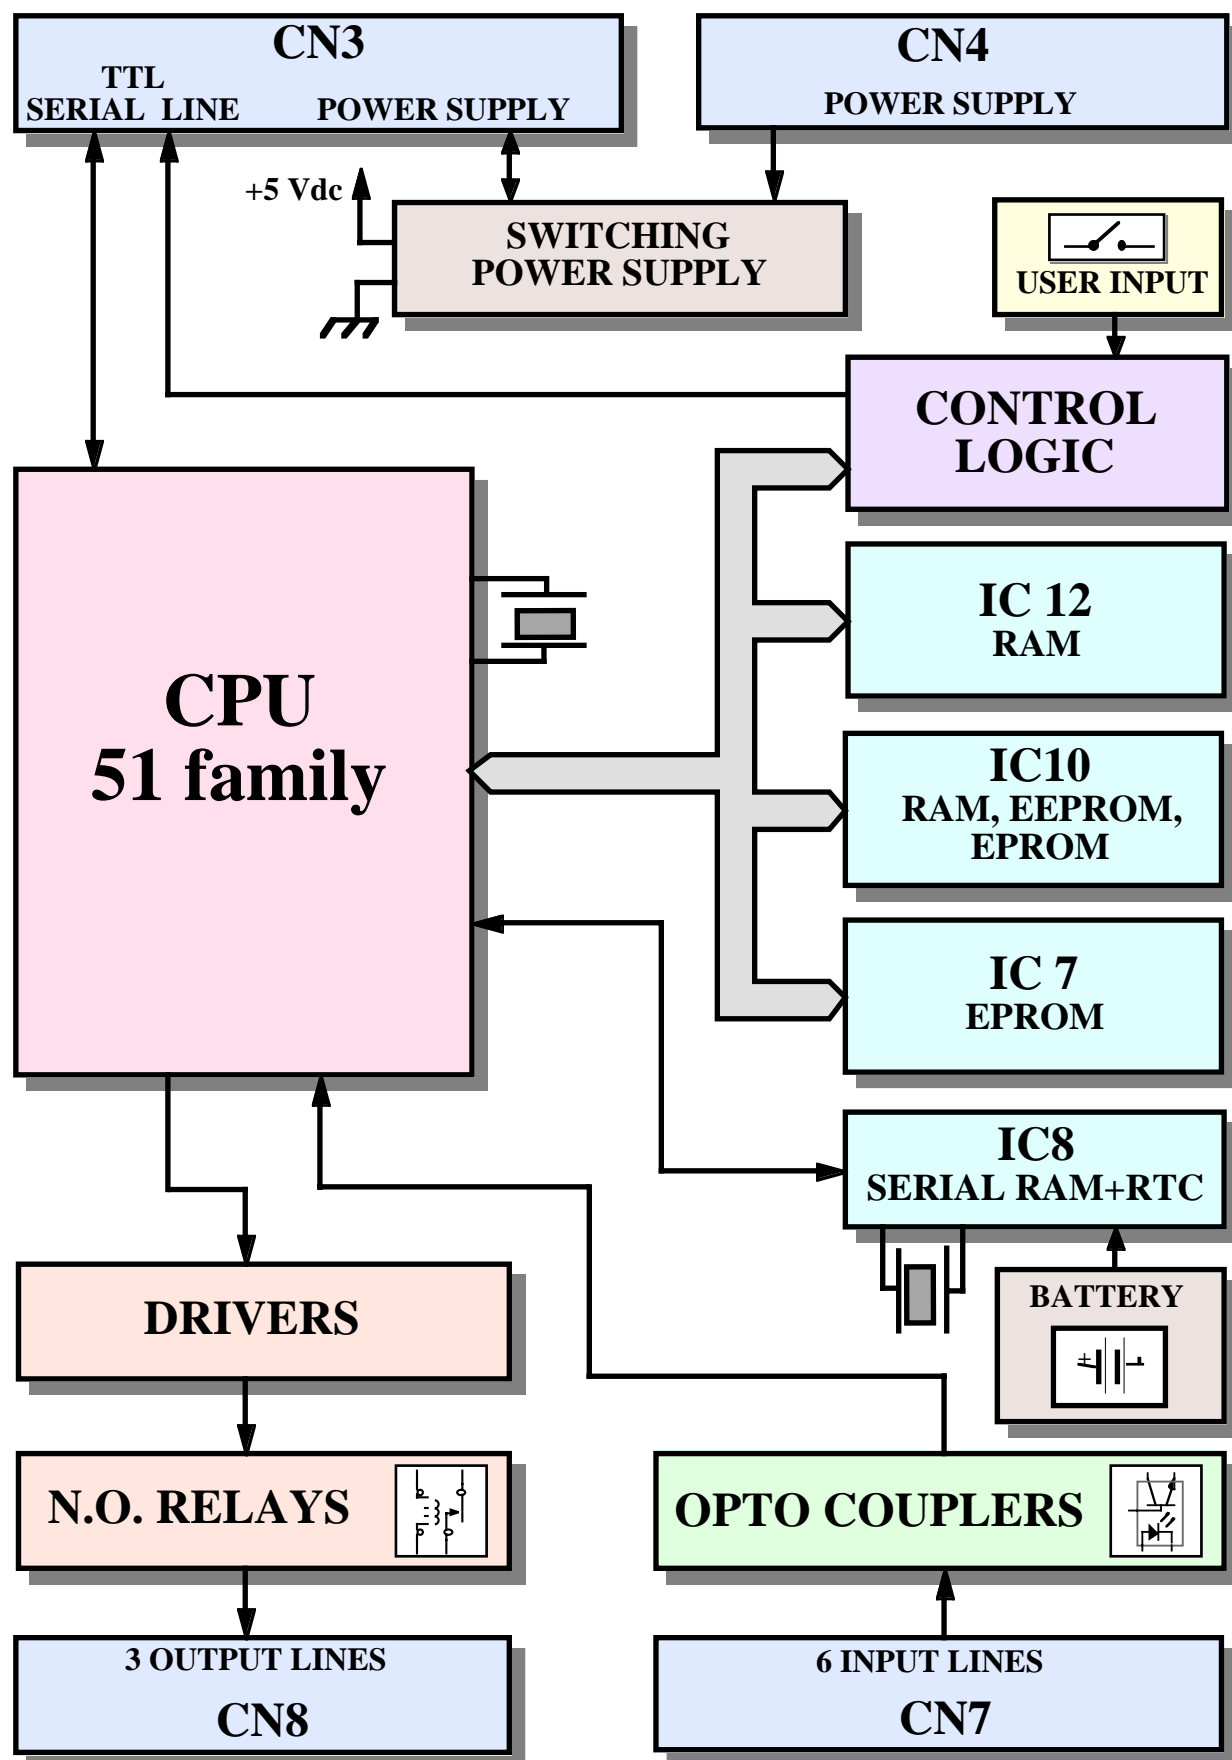 CN3
TTL
SERIAL LINE
POWER SUPPLY
CN4
POWER SUPPLY
+5 Vdc
SWITCHING
POWER SUPPLY
USER INPUT
CONTROL
LOGIC
CPU
51 family
IC 12
RAM
IC10
RAM, EEPROM,
EPROM
IC 7
EPROM
IC8
SERIAL RAM+RTC
BATTERY
+
-
DRIVERS
N.O. RELAYS
OPTO COUPLERS
3 OUTPUT LINES
CN8
6 INPUT LINES
CN7